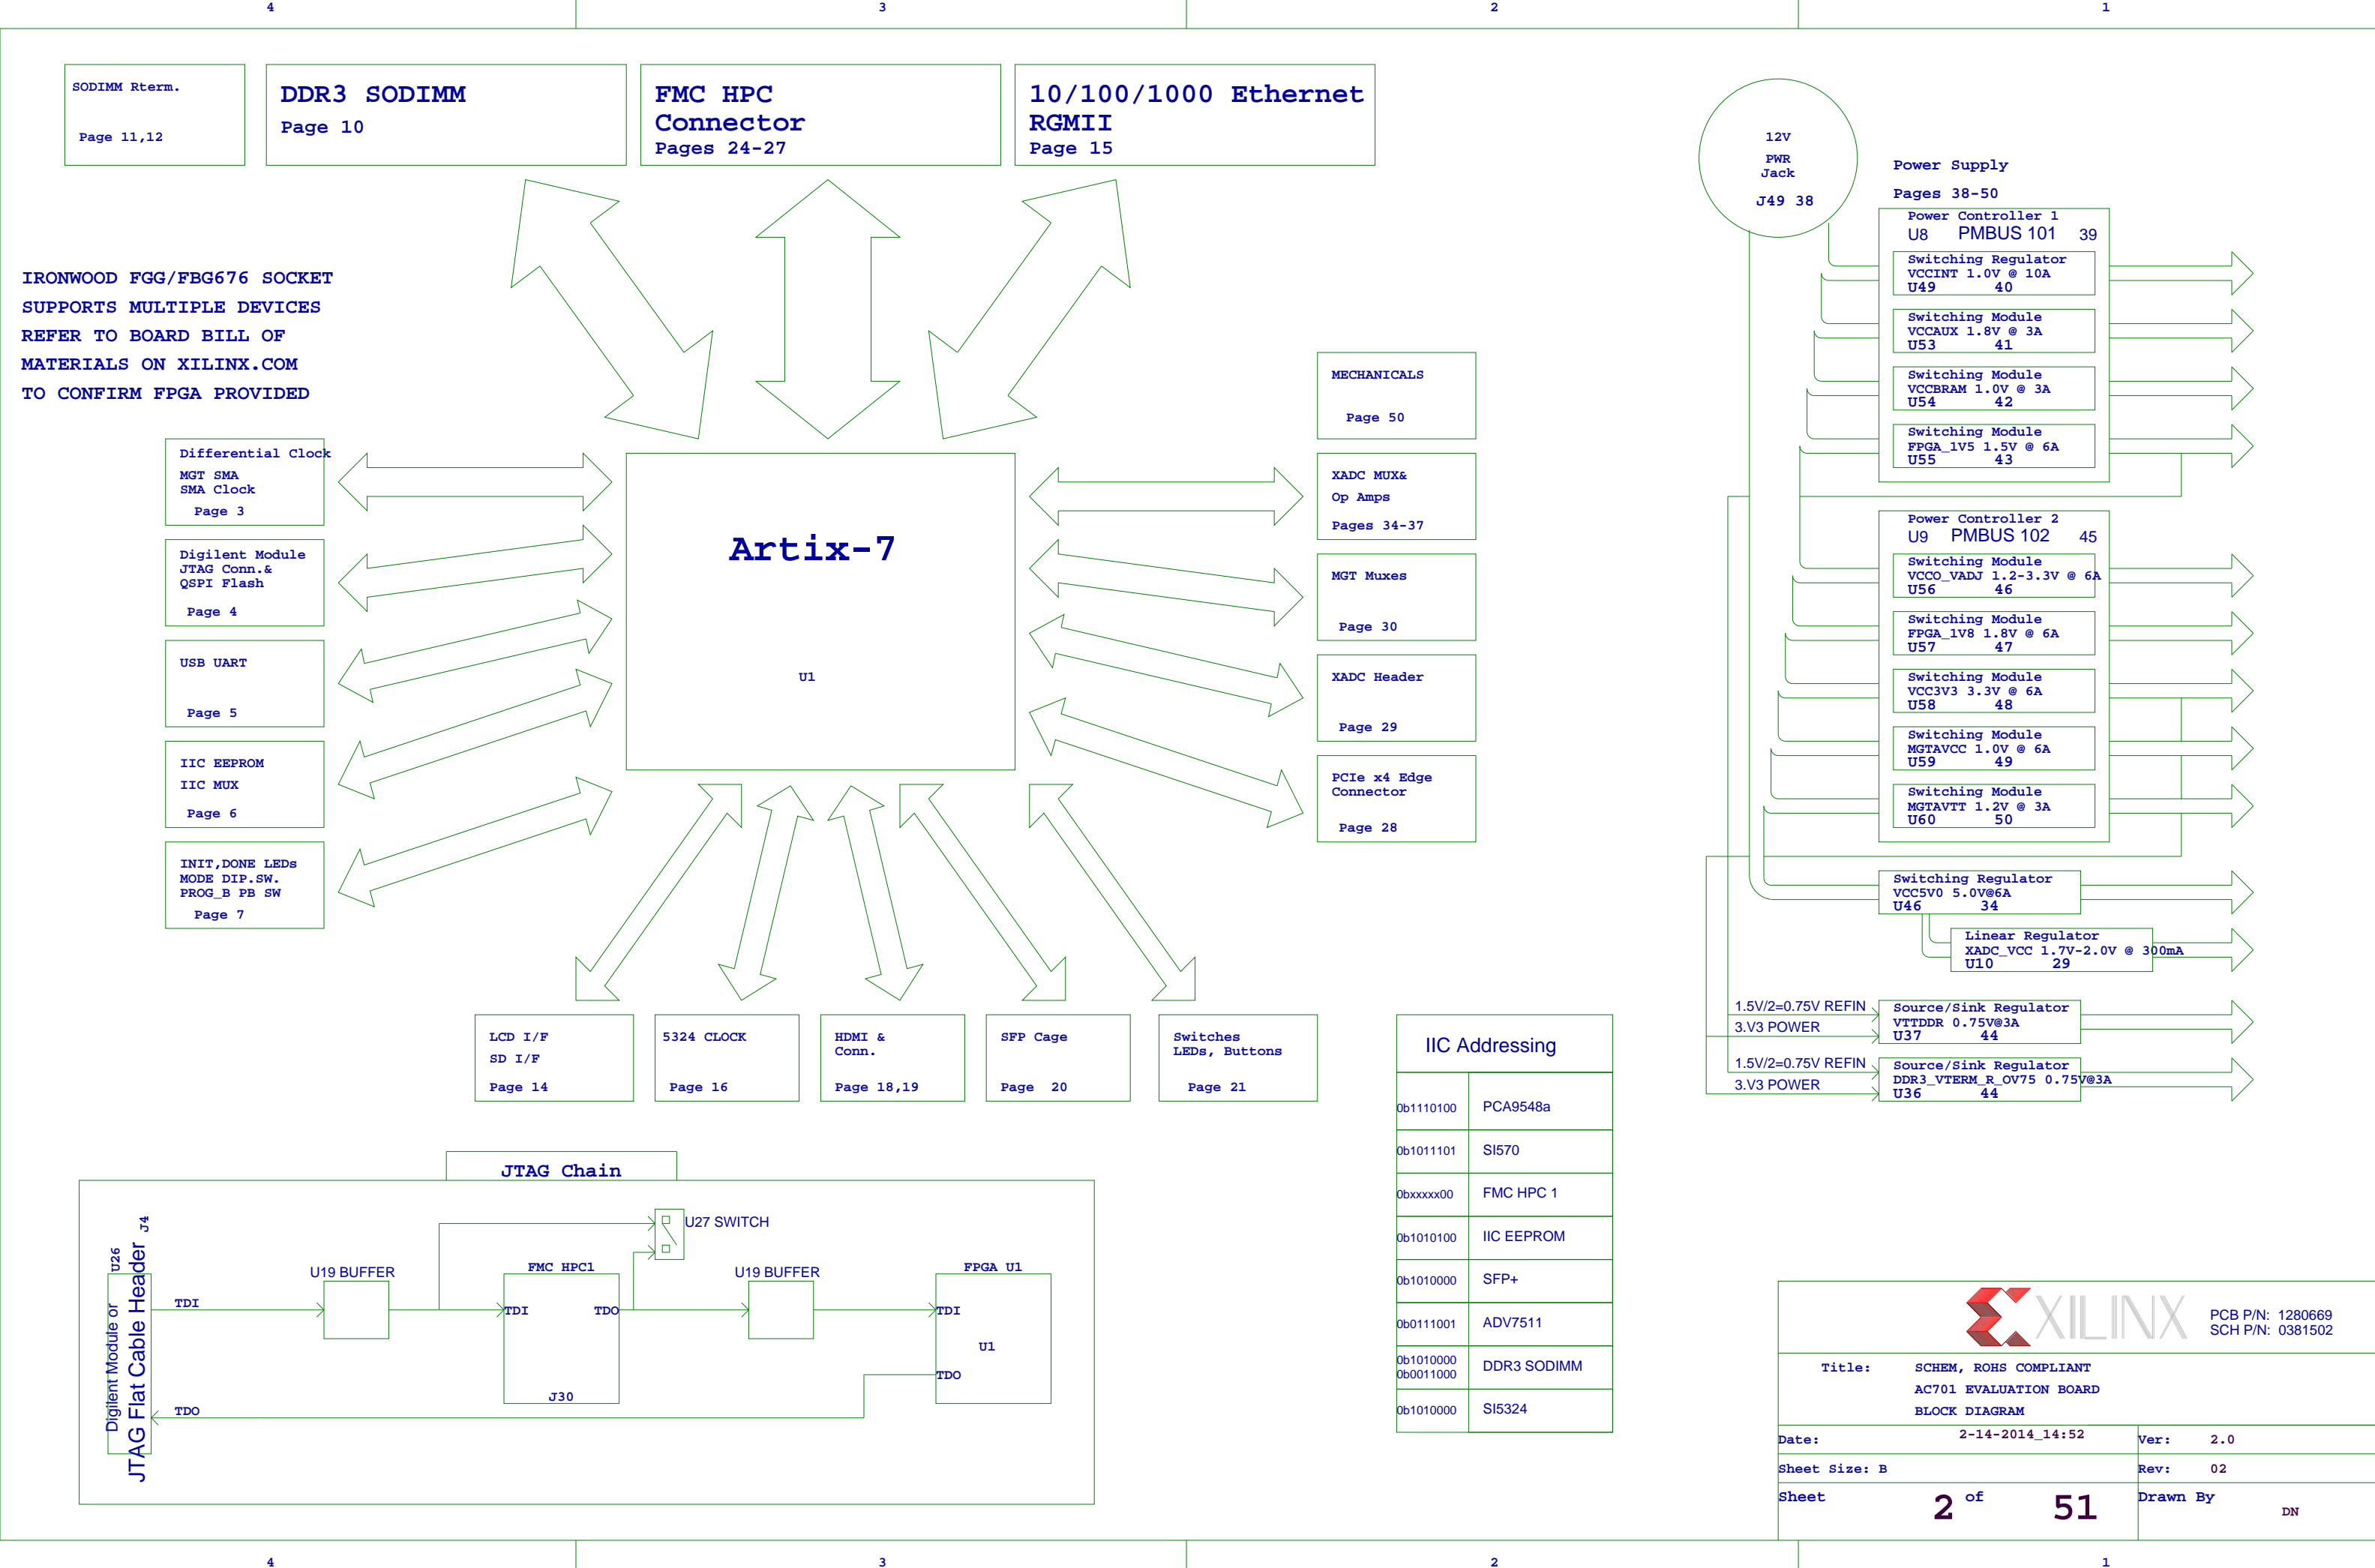 4
3
2
1
SODIMM Rterm.
Page 11,12
DDR3 SODIMM
Page 10
FMC HPC
Connector
Pages 24-27
10/100/1000 Ethernet
RGMII
Page 15
12V
PWR
Jack
J49 38
Power Supply
Pages 38-50
Power Controller 1
U8 PMBUS 101 39
Switching Regulator
VCCINT 1.0V @ 10A
U49 40
Switching Module
VCCAUX 1.8V @ 3A
U53 41
Switching Module
VCCBRAM 1.0V @ 3A
U54 42
Switching Module
FPGA_1V5 1.5V @ 6A
U55 43
Power Controller 2
U9 PMBUS 102 45
Switching Module
VCCO_VADJ 1.2-3.3V @ 6A
U56 46
Switching Module
FPGA_1V8 1.8V @ 6A
U57 47
Switching Module
VCC3V3 3.3V @ 6A
U58 48
Switching Module
MGTAVCC 1.0V @ 6A
U59 49
Switching Module
MGTAVTT 1.2V @ 3A
U60 50
Switching Regulator
VCC5V0 5.0V@6A
U46 34
Linear Regulator
XADC_VCC 1.7V-2.0V @ 300mA
U10 29
1.5V/2=0.75V REFIN
3.V3 POWER
Source/Sink Regulator
VTTDDR 0.75V@3A
U37 44
1.5V/2=0.75V REFIN
3.V3 POWER
Source/Sink Regulator
DDR3_VTERM_R_OV75 0.75V@3A
U36 44
IRONWOOD FGG/FBG676 SOCKET
SUPPORTS MULTIPLE DEVICES
REFER TO BOARD BILL OF
MATERIALS ON XILINX.COM
TO CONFIRM FPGA PROVIDED
Differential Clock
MGT SMA
SMA Clock
Page 3
Digilent Module
JTAG Conn.&
QSPI Flash
Page 4
USB UART
Page 5
IIC EEPROM
IIC MUX
Page 6
INIT,DONE LEDs
MODE DIP.SW.
PROG_B PB SW
Page 7
Artix-7
U1
MECHANICALS
Page 50
XADC MUX&
Op Amps
Pages 34-37
MGT Muxes
Page 30
XADC Header
Page 29
PCIe x4 Edge
Connector
Page 28
LCD I/F
SD I/F
Page 14
5324 CLOCK
Page 16
HDMI &
Conn.
Page 18,19
SFP Cage
Page 20
Switches
LEDs, Buttons
Page 21
IIC Addressing
0b1110100 PCA9548a
0b1011101 SI570
0bxxxxx00 FMC HPC 1
0b1010100 IIC EEPROM
0b1010000 SFP+
0b0111001 ADV7511
0b1010000
0b0011000 DDR3 SODIMM
0b1010000 SI5324
JTAG Chain
U26
Digilent Module or
JTAG Flat Cable Header J4
TDI
TDO
U19 BUFFER
FMC HPC1
TDI TDO
J30
U27 SWITCH
U19 BUFFER
FPGA U1
TDI
U1
TDO
XILINX
PCB P/N: 1280669
SCH P/N: 0381502
Title: SCHEM, ROHS COMPLIANT
AC701 EVALUATION BOARD
BLOCK DIAGRAM
Date: 2-14-2014_14:52
Ver: 2.0
Sheet Size: B
Rev: 02
Sheet 2 of 51
Drawn By
DN
4
3
2
1